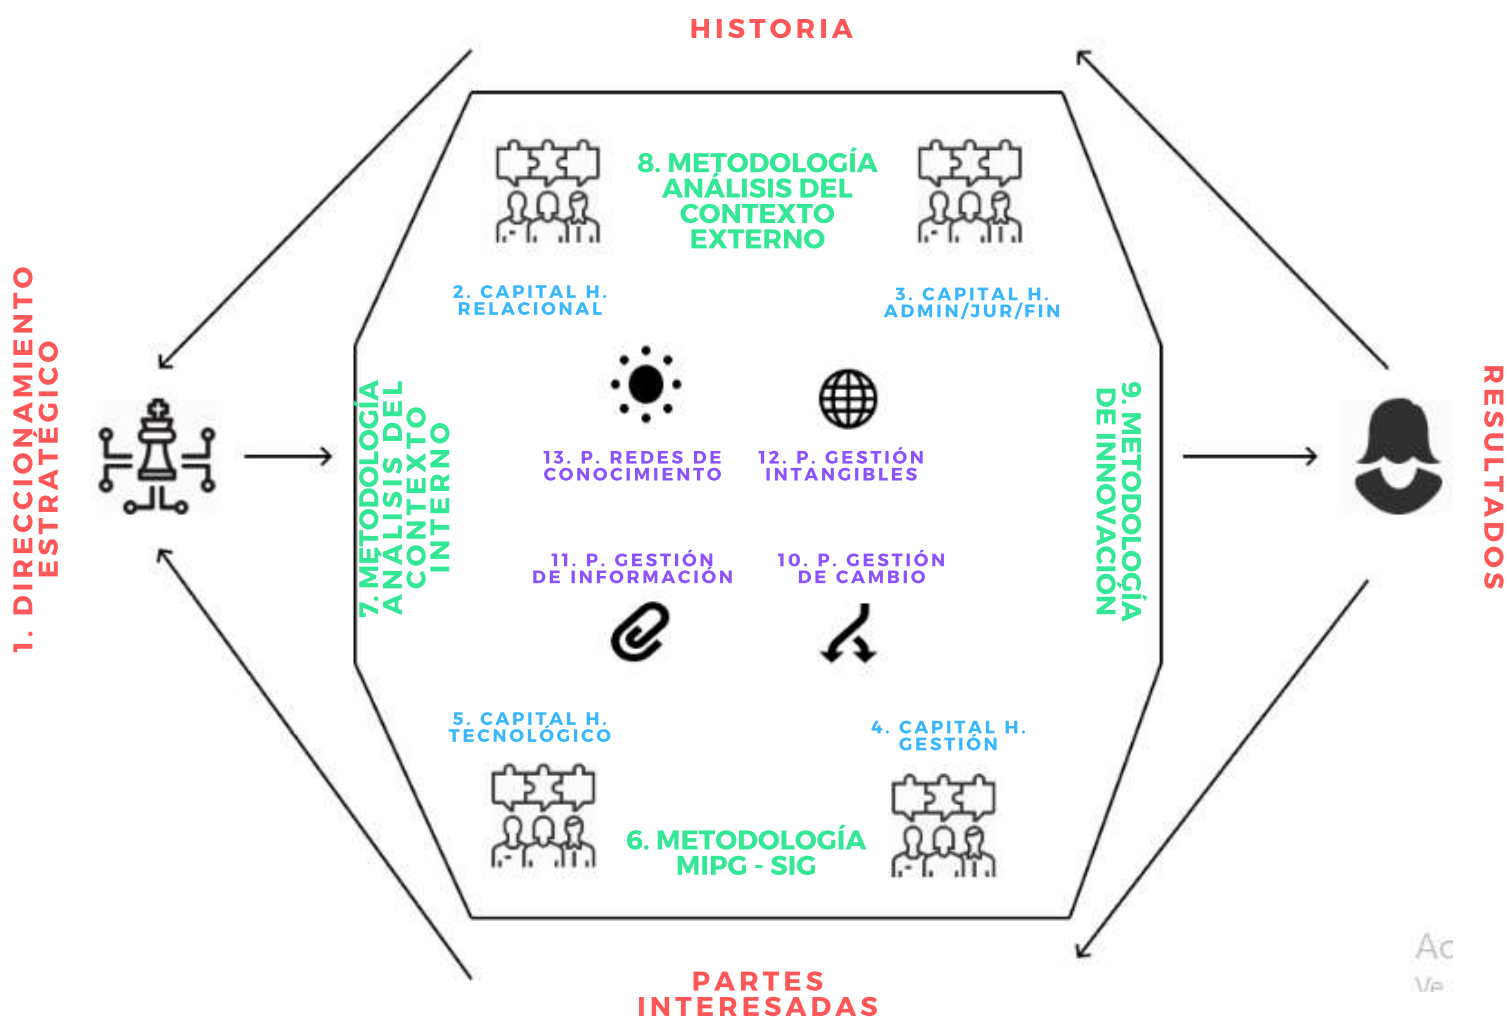 HISTORIA
8. METODOLOGÍA
ANÁLISIS DEL
CONTEXTO
EXTERNO
2. CAPITAL H.
RELACIONAL
3. CAPITAL H.
ADMIN/JUR/FIN
1. DIRECCIONAMIENTO
ESTRATÉGICO
7. METODOLOGÍA
ANÁLISIS DEL
CONTEXTO
INTERNO
13. P. REDES DE
CONOCIMIENTO
12. P. GESTIÓN
INTANGIBLES
9. METODOLOGÍA
DE INNOVACIÓN
RESULTADOS
11. P. GESTIÓN
DE INFORMACIÓN
10. P. GESTIÓN
DE CAMBIO
5. CAPITAL H.
TECNOLÓGICO
4. CAPITAL H.
GESTIÓN
6. METODOLOGÍA
MIPG - SIG
PARTES
INTERESADAS
Ac
Ve